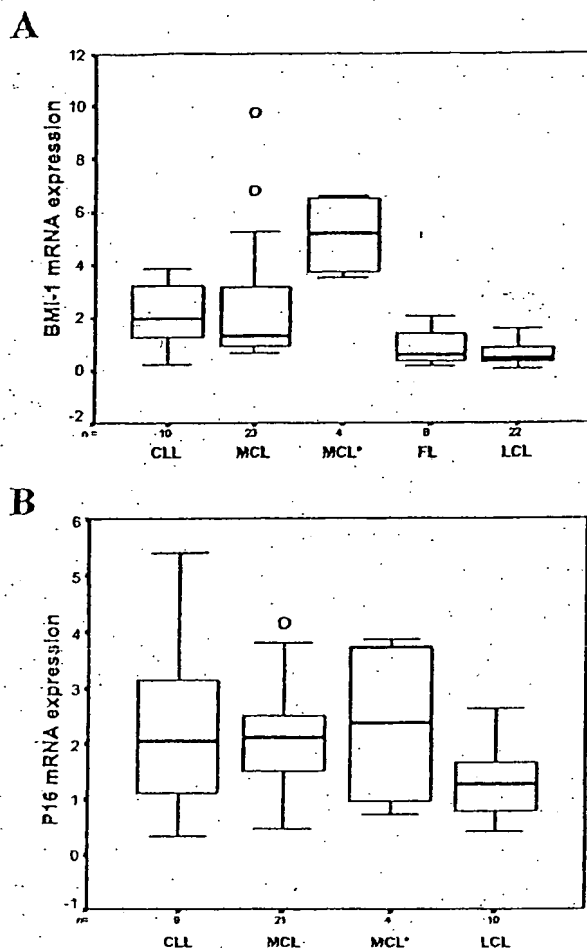 A
BMI-1 mRNA expression
12
10
8
6
4
2
0
-2
n= 10 23 4 8 22
CLL MCL MCL* FL LCL
B
P16 mRNA expression
6
5
4
3
2
1
0
-1
n= 9 21 4 10
CLL MCL MCL* LCL